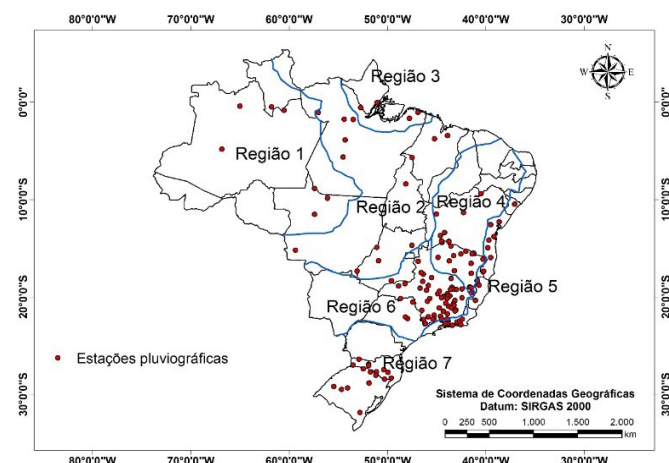 80°0'0"O 70°0'0"O 60°0'0"O 50°0'0"O 40°0'0"O 30°0'0"O
N
W E
S
0°0'0"
10°0'0"S
20°0'0"S
30°0'0"S
Região 3
Região 1
Região 2
Região 4
Região 5
Região 6
Região 7
Estações pluviográficas
Sistema de Coordenadas Geográficas
Datum: SIRGAS 2000
0 250 500 1.000 1.500 2.000
km
0°0'0"
10°0'0"S
20°0'0"S
30°0'0"S
80°0'0"O 70°0'0"O 60°0'0"O 50°0'0"O 40°0'0"O 30°0'0"O